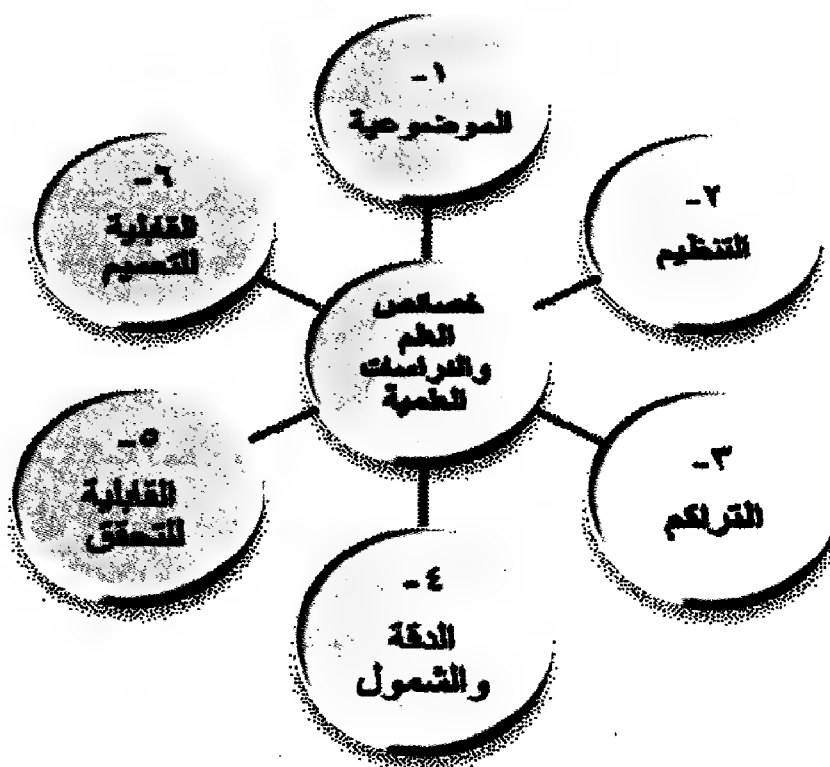 ١-
الموضوعية
٢-
التنظيم
٣-
التراكم
٤-
الدقة
والشمول
٥-
القابلية
للتحقق
٦-
القابلية
للتعميم
خصائص
العلم
والدراسات
العلمية